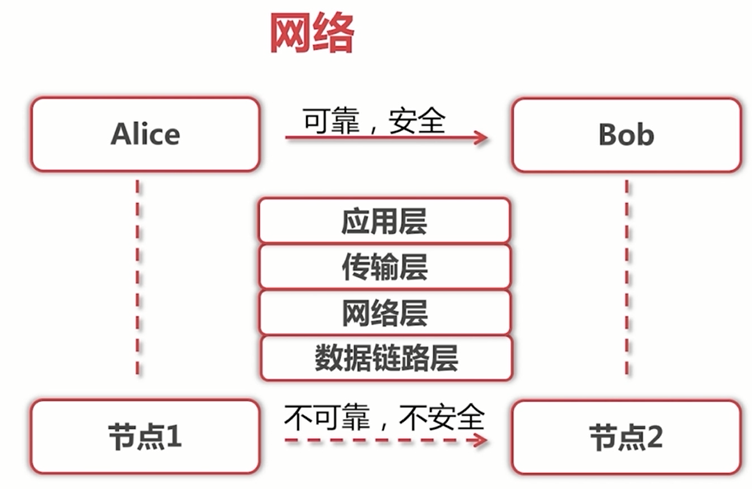 网络
Alice
可靠，安全
Bob
应用层
传输层
网络层
数据链路层
节点1
不可靠，不安全
节点2